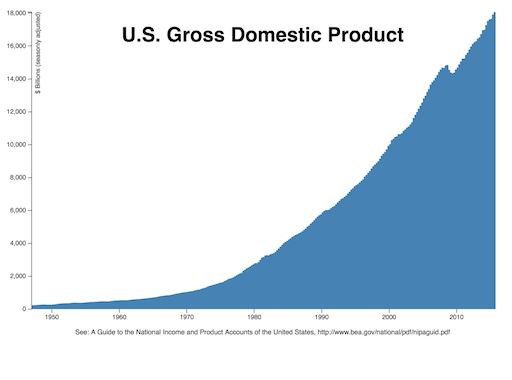 U.S. Gross Domestic Product
$ Billions (seasonly adjusted)
18,000
16,000
14,000
12,000
10,000
8,000
6,000
4,000
2,000
0
1950 1960 1970 1980 1990 2000 2010
See: A Guide to the National Income and Product Accounts of the United States, http://www.bea.gov/national/pdf/nipaguid.pdf